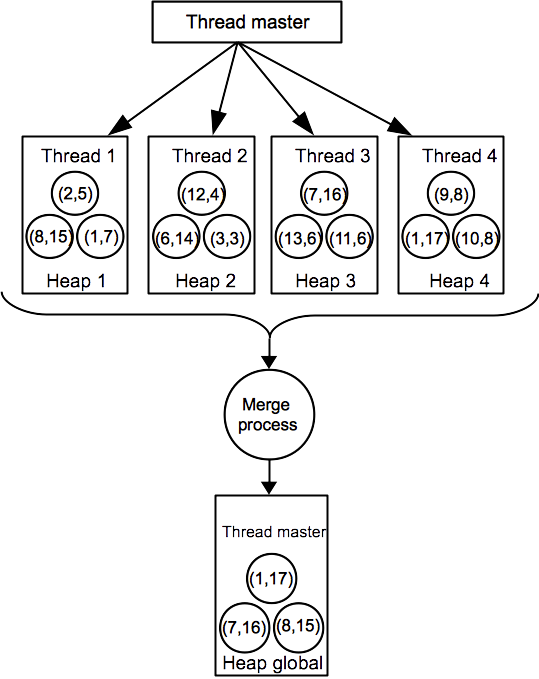 Thread master
Thread 1
(2,5)
(8,15) (1,7)
Heap 1
Thread 2
(12,4)
(6,14) (3,3)
Heap 2
Thread 3
(7,16)
(13,6) (11,6)
Heap 3
Thread 4
(9,8)
(1,17) (10,8)
Heap 4
Merge
process
Thread master
(1,17)
(7,16) (8,15)
Heap global